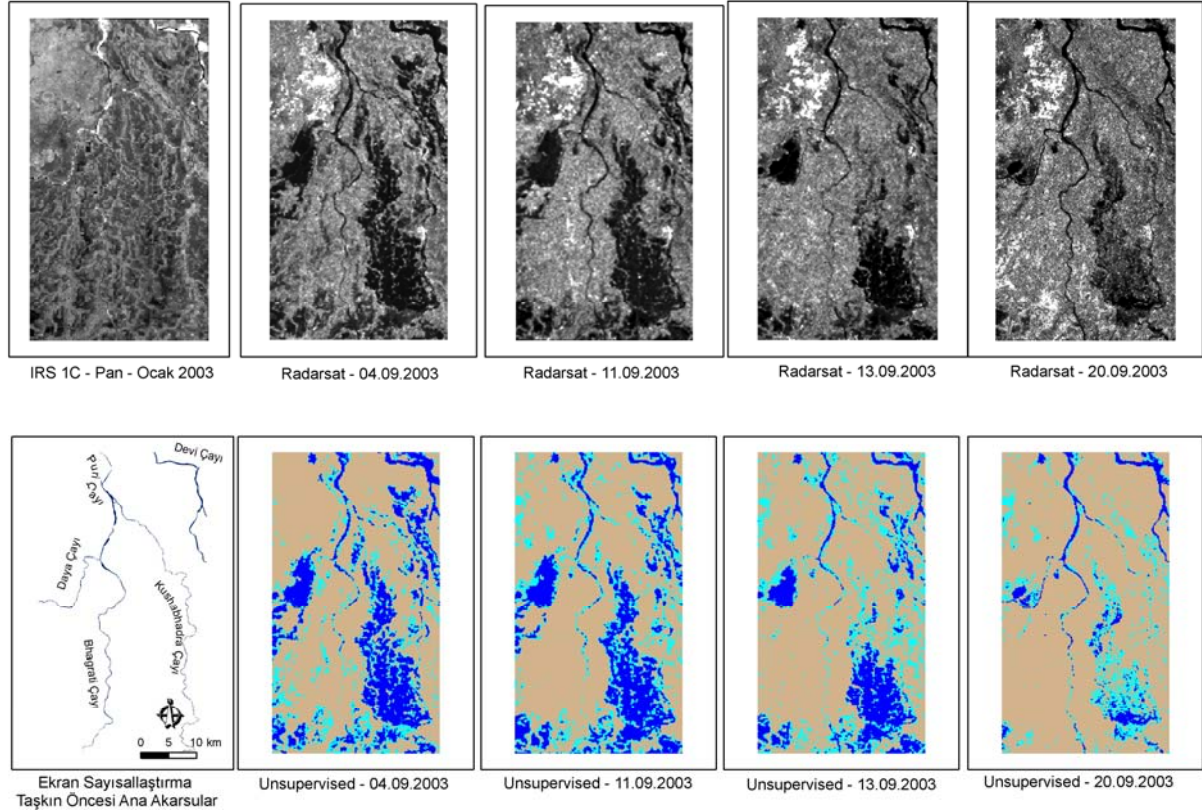 IRS 1C - Pan - Ocak 2003
Radarsat - 04.09.2003
Radarsat - 11.09.2003
Radarsat - 13.09.2003
Radarsat - 20.09.2003
Devi Çayı
Puri Çayı
Daya Çayı
Kushabhadra Çayı
Bhagrati Çayı
0 5 10 km
Ekran Sayısallaştırma
Taşkın Öncesi Ana Akarsular
Unsupervised - 04.09.2003
Unsupervised - 11.09.2003
Unsupervised - 13.09.2003
Unsupervised - 20.09.2003